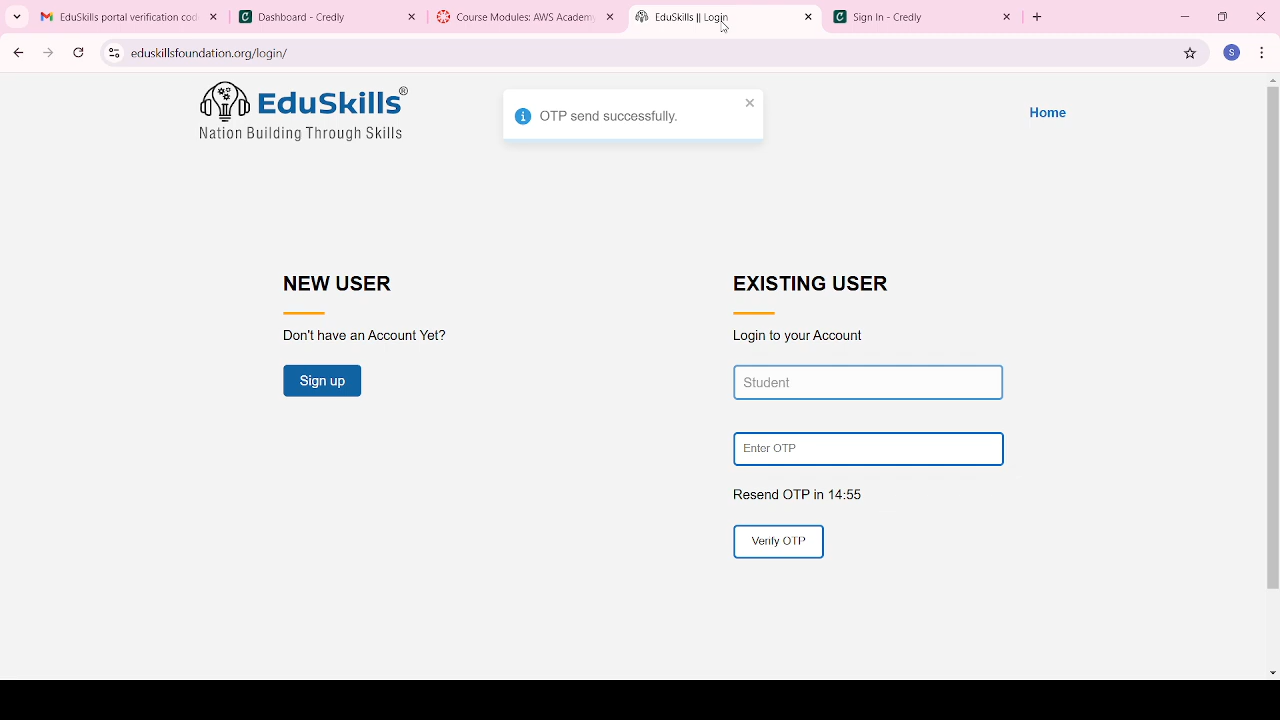 EduSkills portal verification cod
Dashboard - Credly
Course Modules: AWS Academy
EduSkills || Login
Sign In - Credly
eduskillsfoundation.org/login/
S
EduSkills®
Nation Building Through Skills
OTP send successfully.
Home
NEW USER
Don't have an Account Yet?
Sign up
EXISTING USER
Login to your Account
Student
Enter OTP
Resend OTP in 14:55
Verify OTP